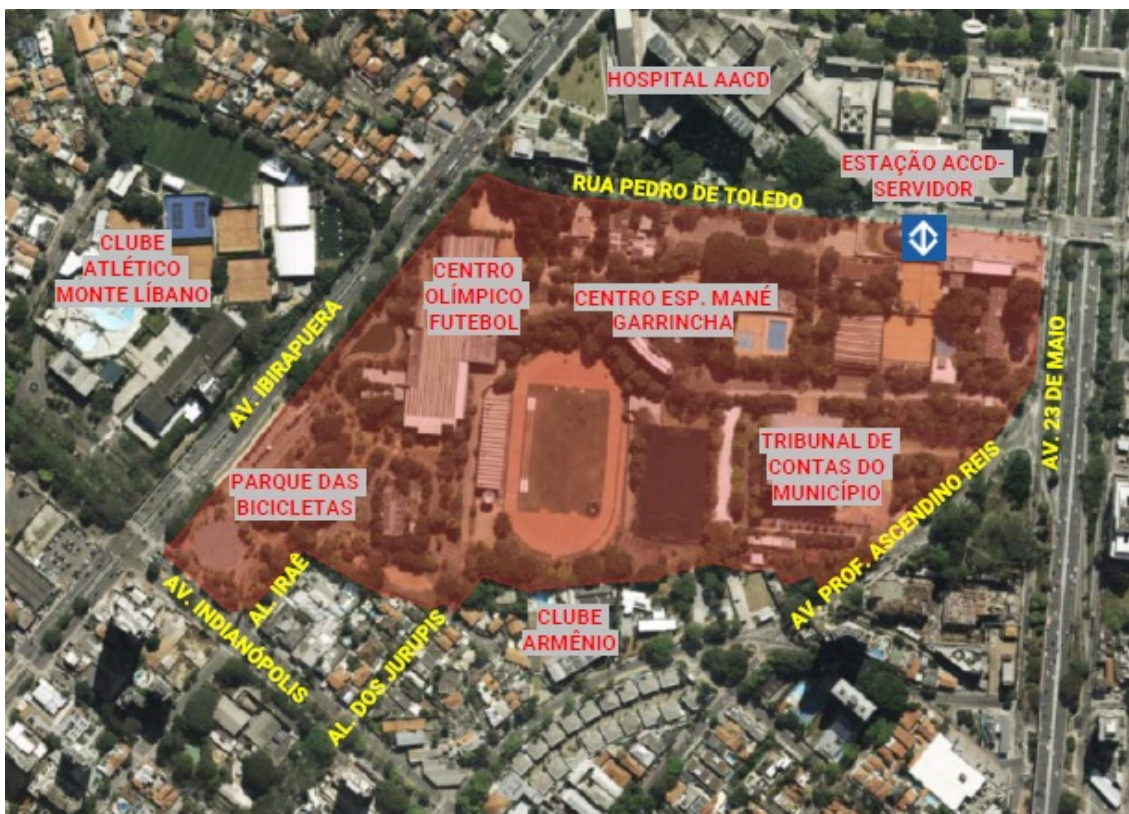 HOSPITAL AACD
ESTAÇÃO ACCD-
SERVIDOR
RUA PEDRO DE TOLEDO
CLUBE
ATLÉTICO
MONTE LÍBANO
CENTRO
OLÍMPICO
FUTEBOL
CENTRO ESP. MANÉ
GARRINCHA
AV. IBIRAPUERA
AV. 23 DE MAIO
TRIBUNAL DE
CONTAS DO
MUNICÍPIO
PARQUE DAS
BICICLETAS
AV. PROF. ASCENDINO REIS
AL. IRAÊ
AV. INDIANÓPOLIS
CLUBE
ARMÊNIO
AL. DOS JURUPIS